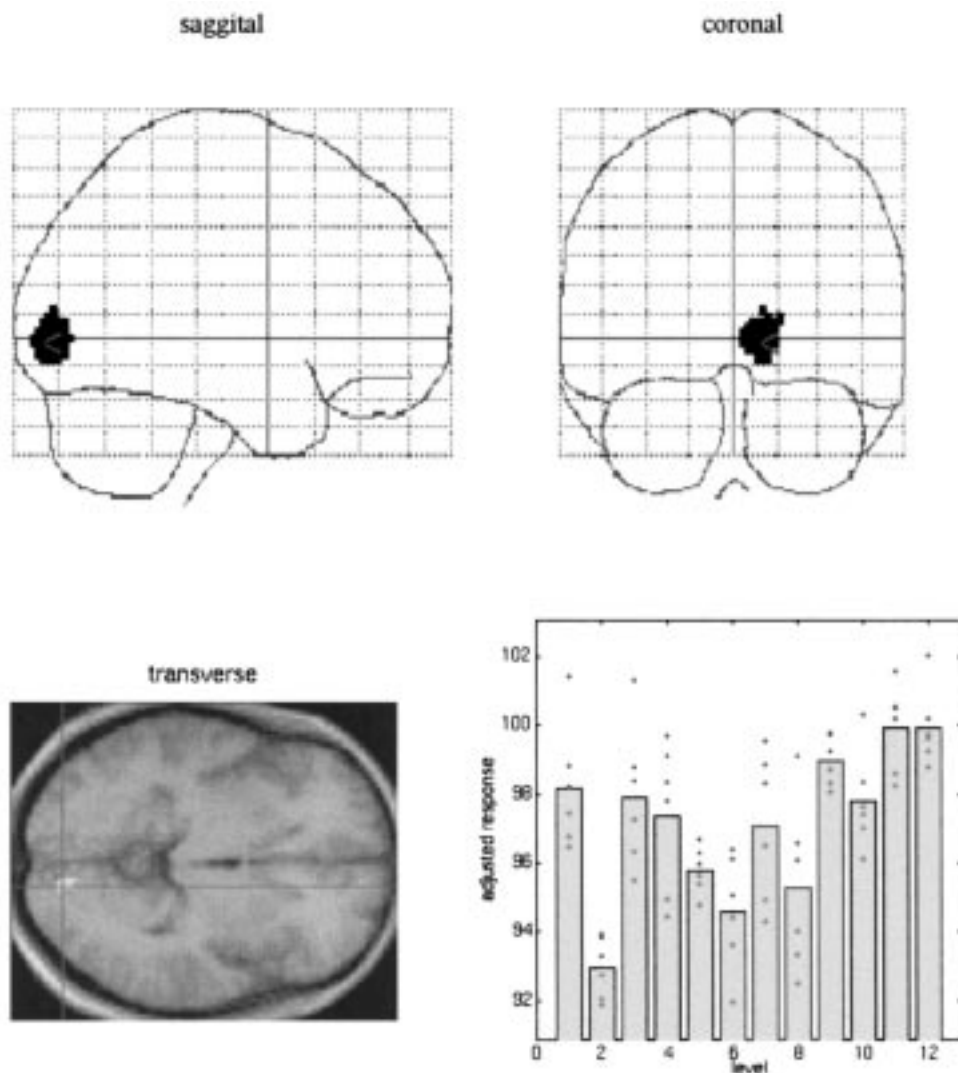 saggital
coronal
transverse
adjusted response
102
100
98
96
94
92
0 2 4 6 8 10 12
level